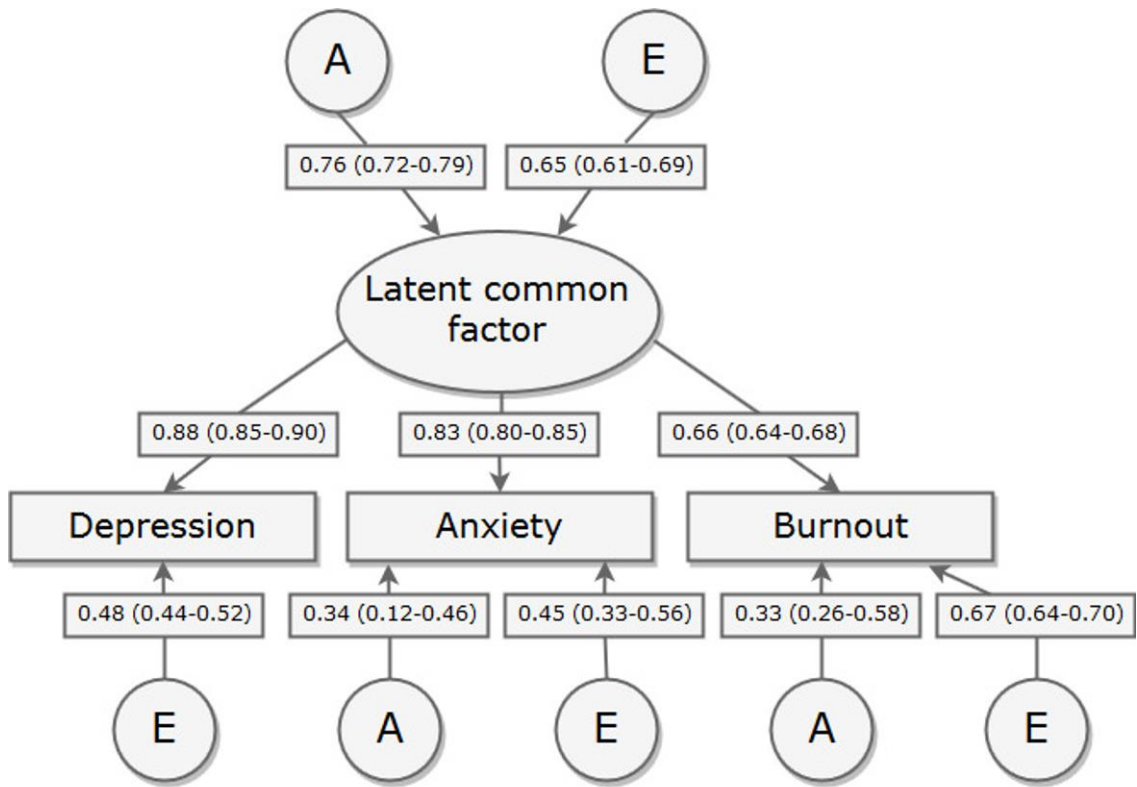 A
E
0.76 (0.72-0.79)
0.65 (0.61-0.69)
Latent common
factor
0.88 (0.85-0.90)
0.83 (0.80-0.85)
0.66 (0.64-0.68)
Depression
Anxiety
Burnout
0.48 (0.44-0.52)
0.34 (0.12-0.46)
0.45 (0.33-0.56)
0.33 (0.26-0.58)
0.67 (0.64-0.70)
E
A
E
A
E